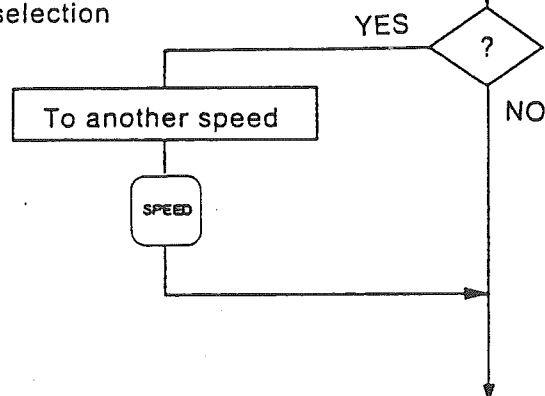 selection
YES
?
To another speed
NO
SPEED